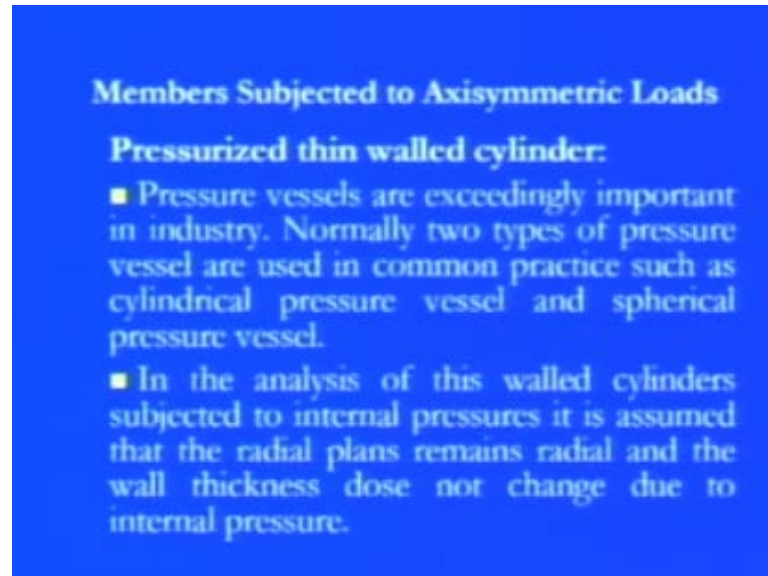 Members Subjected to Axisymmetric Loads
Pressurized thin walled cylinder:
Pressure vessels are exceedingly important
in industry. Normally two types of pressure
vessel are used in common practice such as
cylindrical pressure vessel and spherical
pressure vessel.
In the analysis of this walled cylinders
subjected to internal pressures it is assumed
that the radial plans remains radial and the
wall thickness dose not change due to
internal pressure.